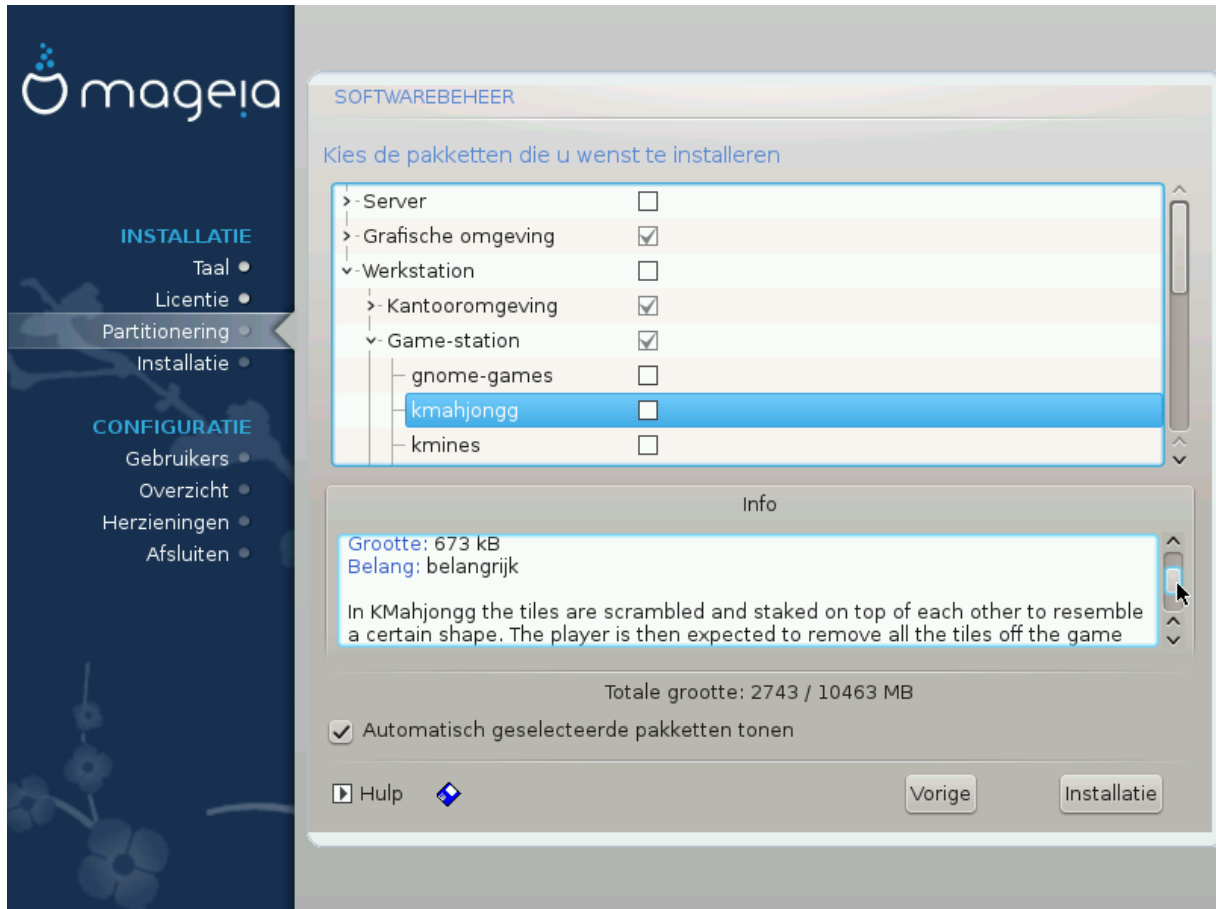 mageia
INSTALLATIE
Taal
Licentie
Partitionering
Installatie
CONFIGURATIE
Gebruikers
Overzicht
Herzieningen
Afsluiten
SOFTWAREBEHEER
Kies de pakketten die u wenst te installeren
Server
Grafische omgeving
Werkstation
Kantooromgeving
Game-station
gnome-games
kmahjongg
kmines
Info
Grootte: 673 kB
Belang: belangrijk
In KMahjongg the tiles are scrambled and staked on top of each other to resemble
a certain shape. The player is then expected to remove all the tiles off the game
Totale grootte: 2743 / 10463 MB
Automatisch geselecteerde pakketten tonen
Hulp
Vorige
Installatie